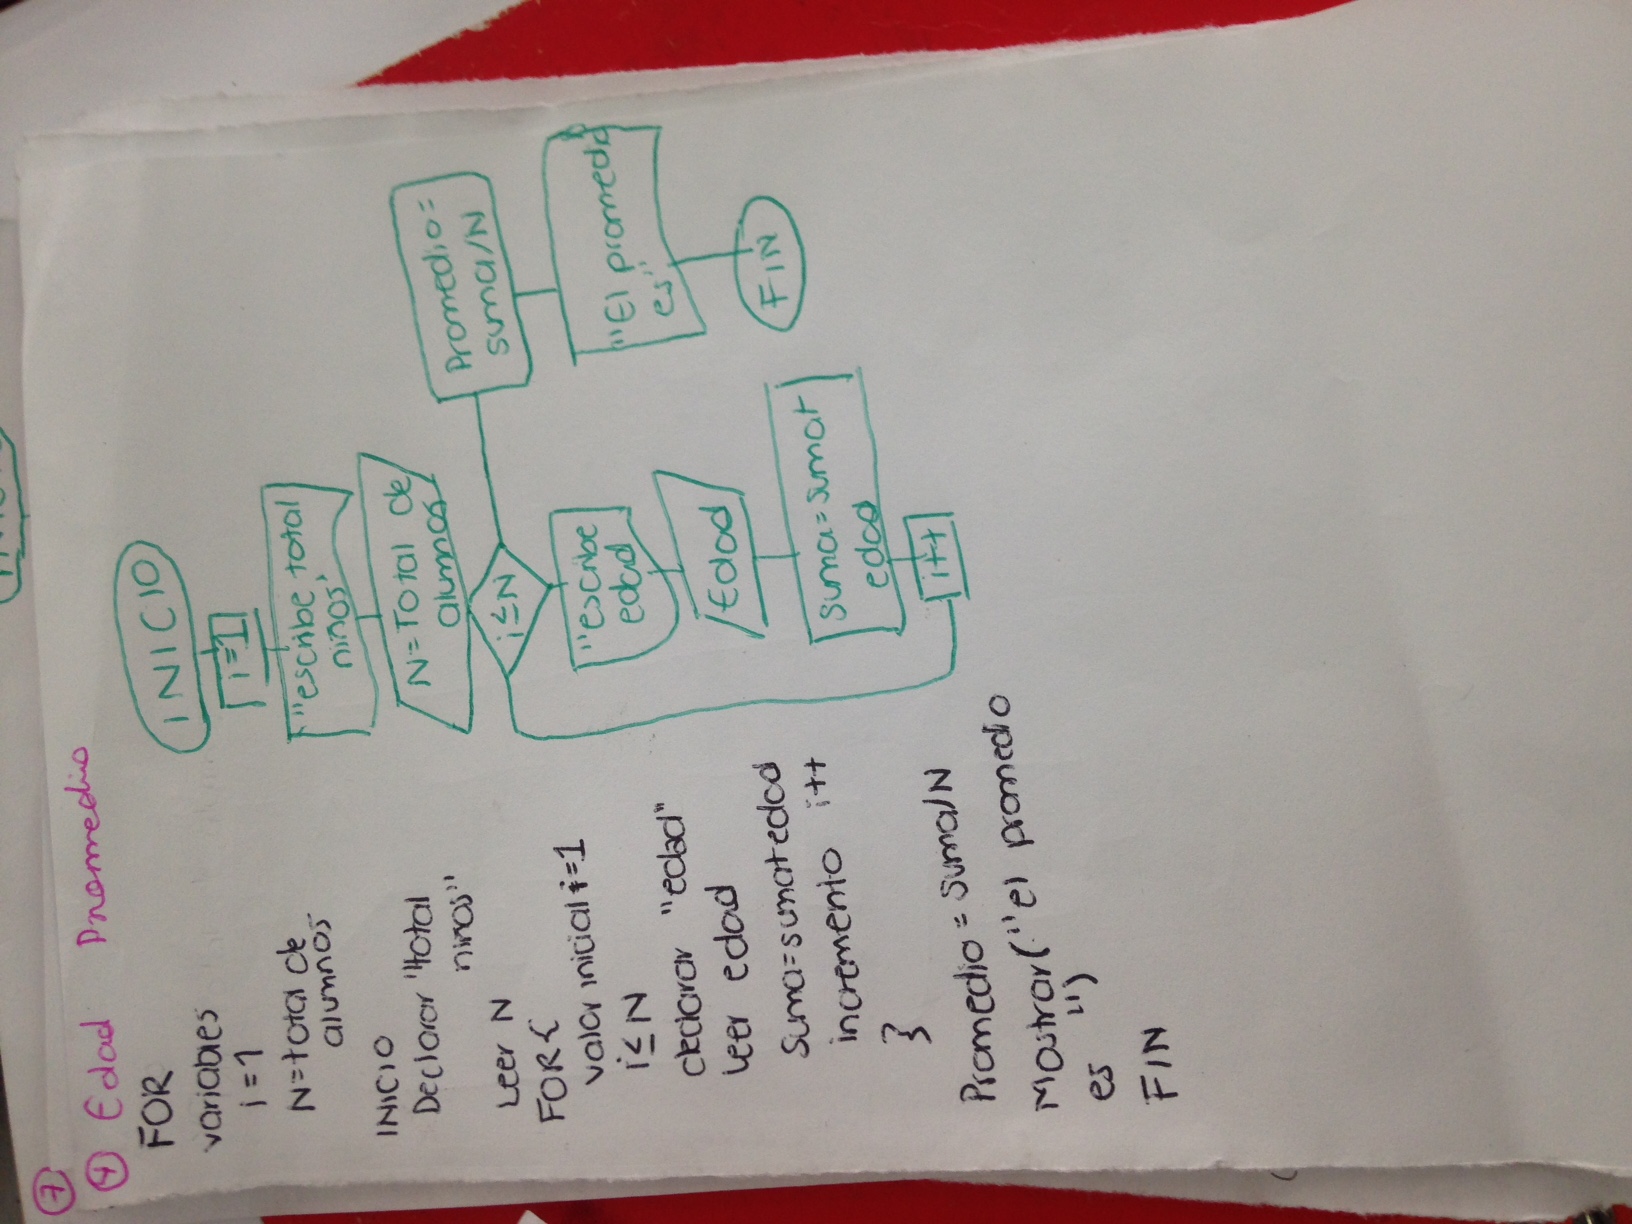 7
4 Edad Promedio
FOR
variables
i=1
N=total de
alumnos
INICIO
Declarar "total
niños"
Leer N
FOR{
valor inicial i=1
i≤N
declarar "edad"
leer edad
suma=suma+edad
incremento i++
}
Promedio = suma/N
Mostrar("el promedio
es ")
FIN
INICIO
i=1
"escribe total
niños"
N=Total de
alumnos
i≤N
"escribe
edad
Edad
suma=suma+
edad
i++
Promedio=
suma/N
"El promedio
es"
FIN